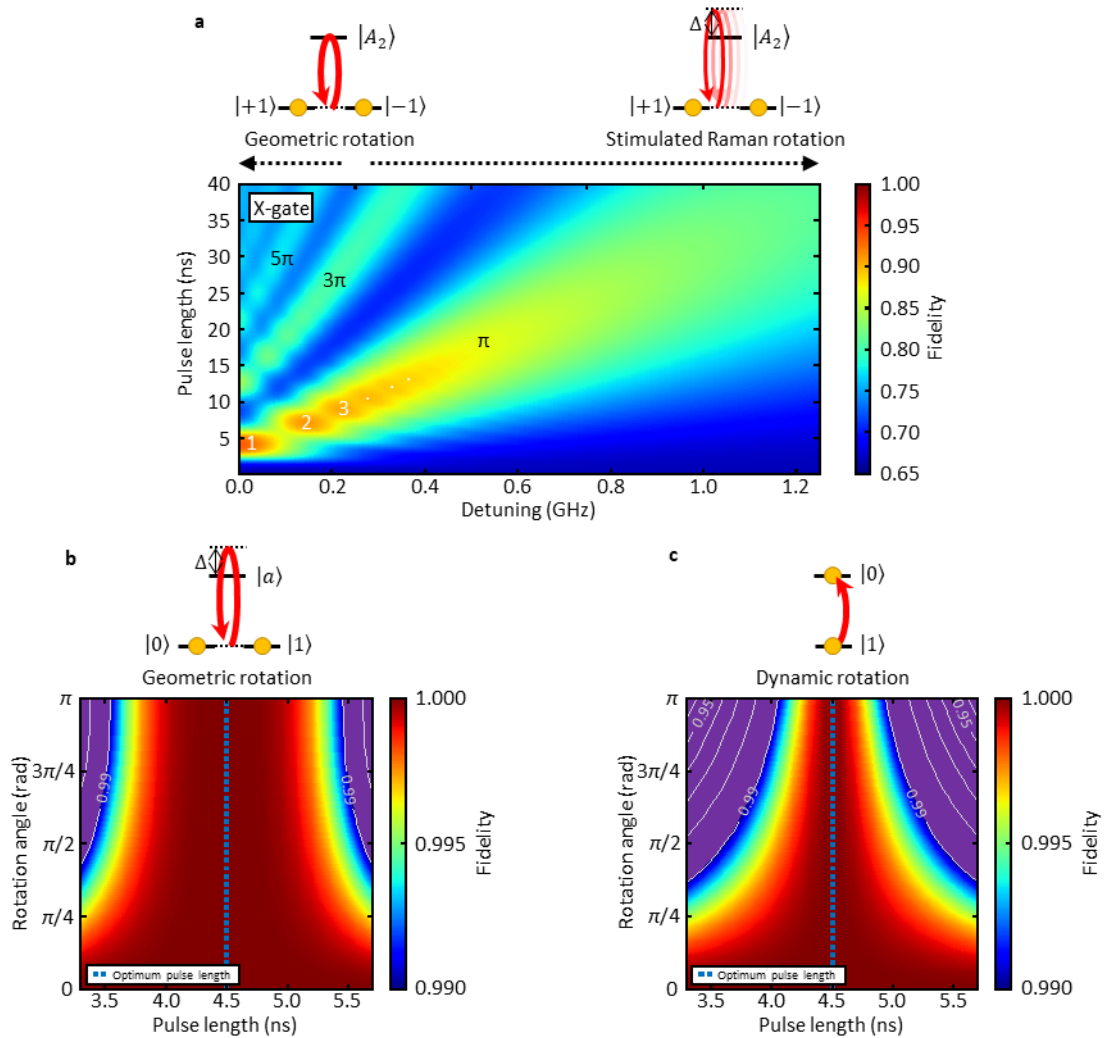 a
Δ
|A₂⟩ |A₂⟩
|+1⟩ |−1⟩ |+1⟩ |−1⟩
Geometric rotation Stimulated Raman rotation
X-gate
5π
3π
π
1
2
3
Pulse length (ns)
40
35
30
25
20
15
10
5
0.0 0.2 0.4 0.6 0.8 1.0 1.2
Detuning (GHz)
1.00
0.95
0.90
0.85
0.80
0.75
0.70
0.65
Fidelity
b
Δ
|a⟩
|0⟩ |1⟩
Geometric rotation
Rotation angle (rad)
π
3π/4
π/2
π/4
0
0.99
0.99
Optimum pulse length
3.5 4.0 4.5 5.0 5.5
Pulse length (ns)
1.000
0.995
0.990
Fidelity
c
|0⟩
|1⟩
Dynamic rotation
Rotation angle (rad)
π
3π/4
π/2
π/4
0
0.95
0.95
0.99
0.99
Optimum pulse length
3.5 4.0 4.5 5.0 5.5
Pulse length (ns)
1.000
0.995
0.990
Fidelity